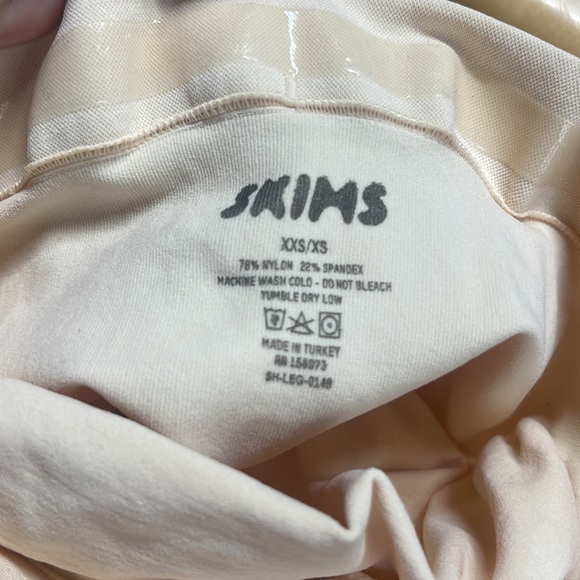 SKIMS
XXS/XS
78% NYLON 22% SPANDEX
MACHINE WASH COLD - DO NOT BLEACH
TUMBLE DRY LOW
MADE IN TURKEY
RN 156073
SH-LEG-0149